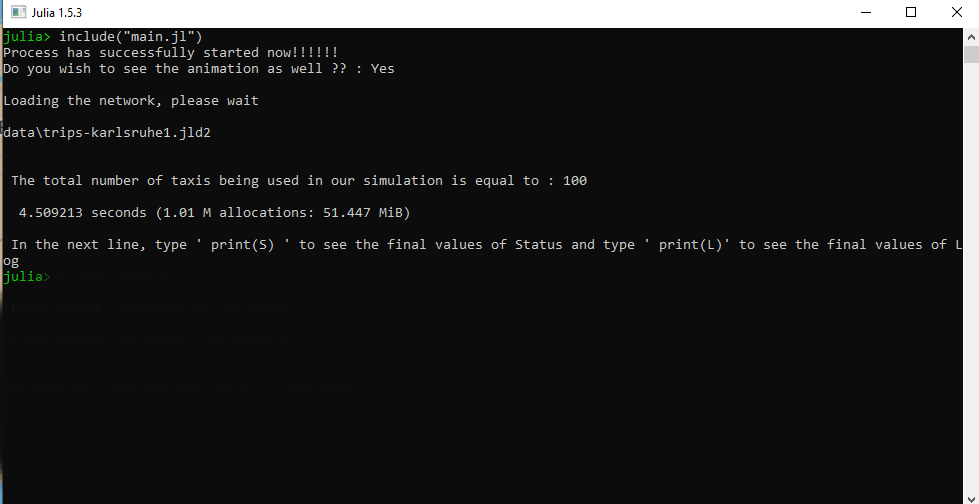 Julia 1.5.3
julia> include("main.jl")
Process has successfully started now!!!!!!
Do you wish to see the animation as well ?? : Yes
Loading the network, please wait
data\trips-karlsruhe1.jld2
The total number of taxis being used in our simulation is equal to : 100
4.509213 seconds (1.01 M allocations: 51.447 MiB)
In the next line, type ' print(S) ' to see the final values of Status and type ' print(L)' to see the final values of L
og
julia>